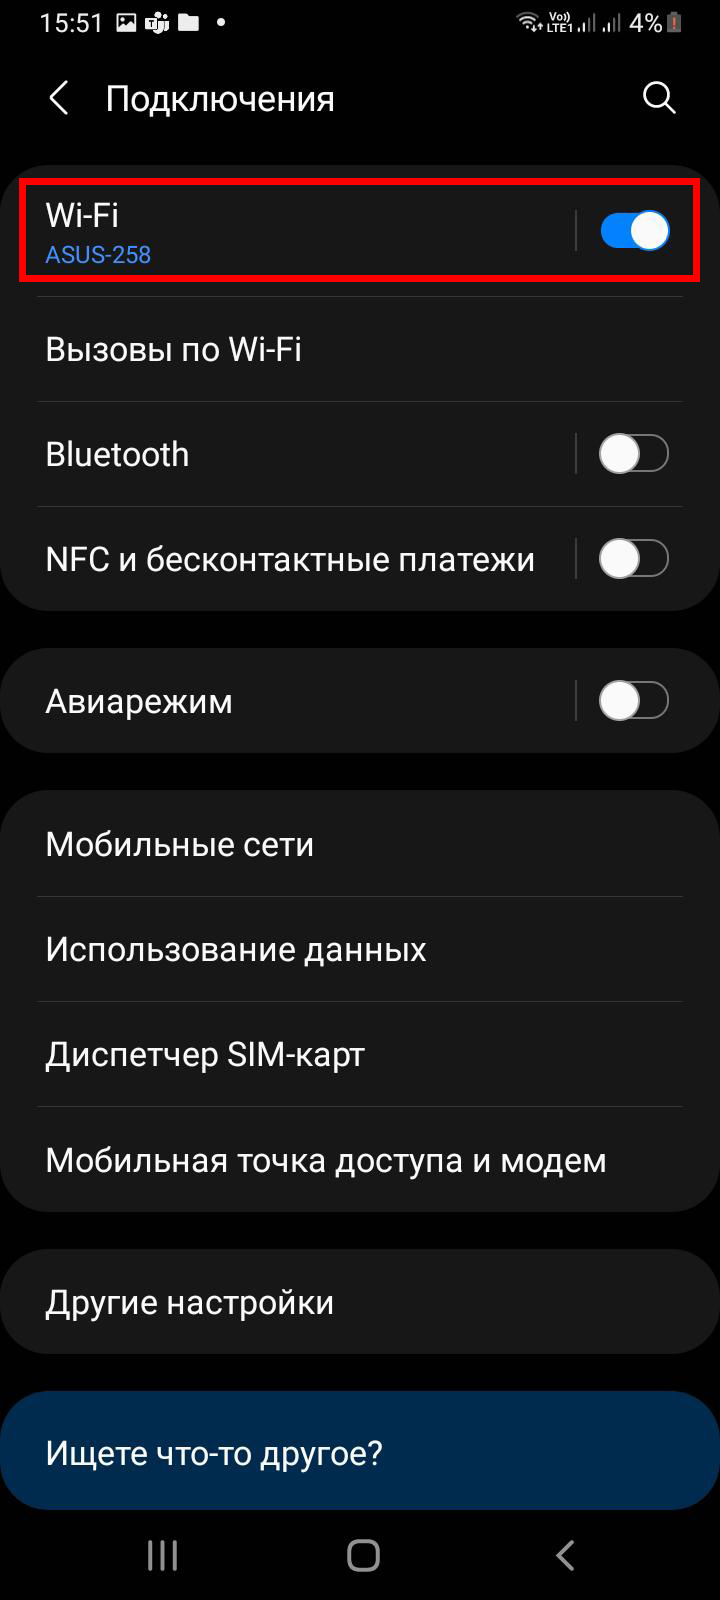 15:51 Vo)) LTE1 4%
Подключения
Wi-Fi
ASUS-258
Вызовы по Wi-Fi
Bluetooth
NFC и бесконтактные платежи
Авиарежим
Мобильные сети
Использование данных
Диспетчер SIM-карт
Мобильная точка доступа и модем
Другие настройки
Ищете что-то другое?